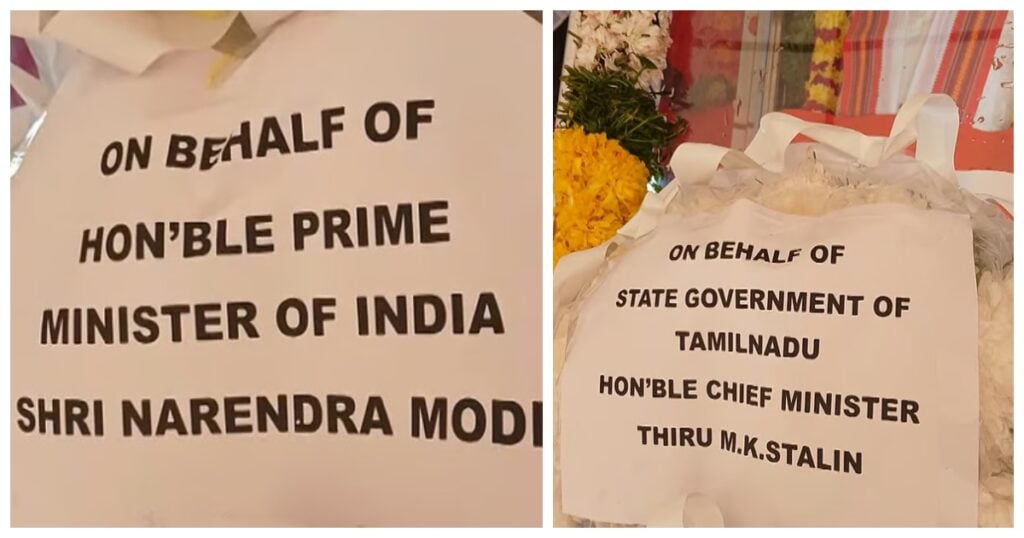 ON BEHALF OF
HON'BLE PRIME
MINISTER OF INDIA
SHRI NARENDRA MODI
ON BEHALF OF
STATE GOVERNMENT OF
TAMILNADU
HON'BLE CHIEF MINISTER
THIRU M.K.STALIN